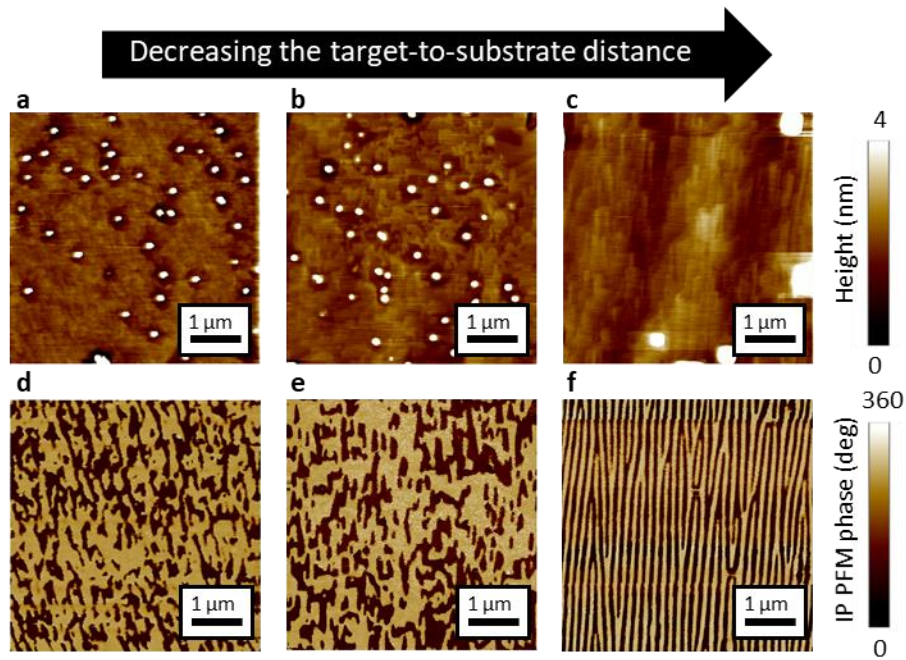 Decreasing the target-to-substrate distance
a
b
c
4
Height (nm)
0
1 µm
1 µm
1 µm
d
e
f
360
IP PFM phase (deg)
0
1 µm
1 µm
1 µm